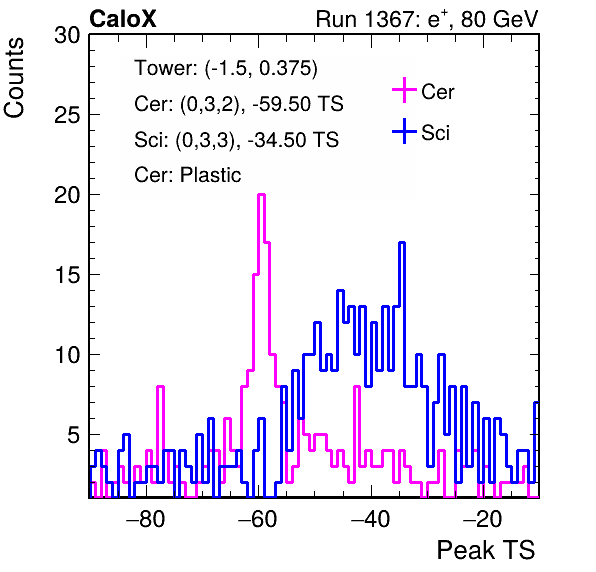 CaloX Run 1367: e⁺, 80 GeV
Counts
30
25
20
15
10
5
Tower: (-1.5, 0.375)
Cer: (0,3,2), -59.50 TS
Sci: (0,3,3), -34.50 TS
Cer: Plastic
Cer
Sci
−80 −60 −40 −20
Peak TS